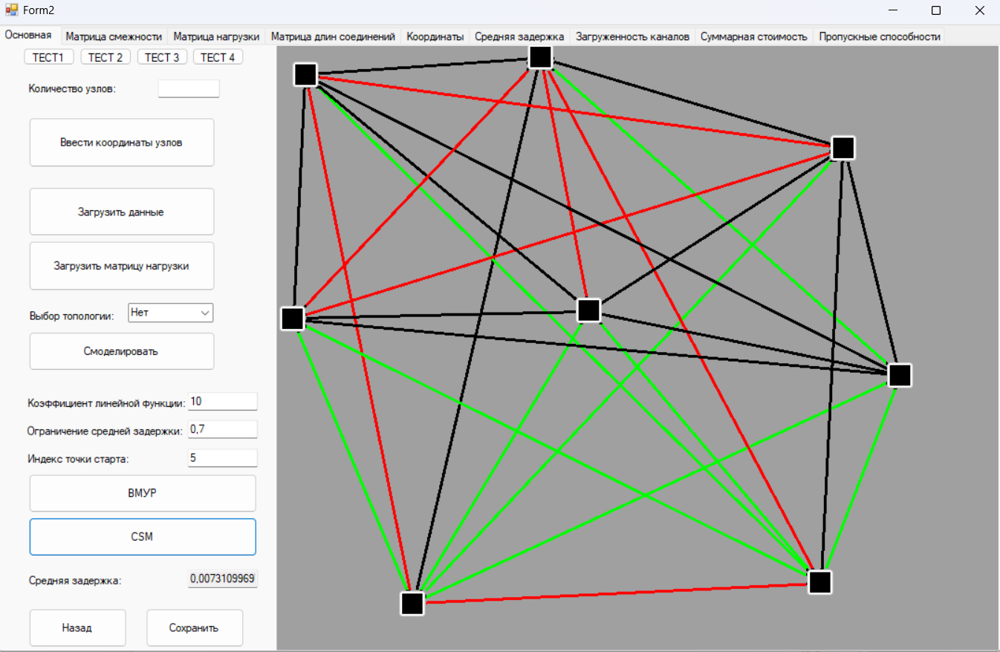 Form2
Основная Матрица смежности Матрица нагрузки Матрица длин соединений Координаты Средняя задержка Загруженность каналов Суммарная стоимость Пропускные способности
ТЕСТ1 ТЕСТ 2 ТЕСТ 3 ТЕСТ 4
Количество узлов:
Ввести координаты узлов
Загрузить данные
Загрузить матрицу нагрузки
Выбор топологии: Нет
Смоделировать
Коэффициент линейной функции: 10
Ограничение средней задержки: 0,7
Индекс точки старта: 5
ВМУР
CSM
Средняя задержка: 0,0073109969
Назад Сохранить